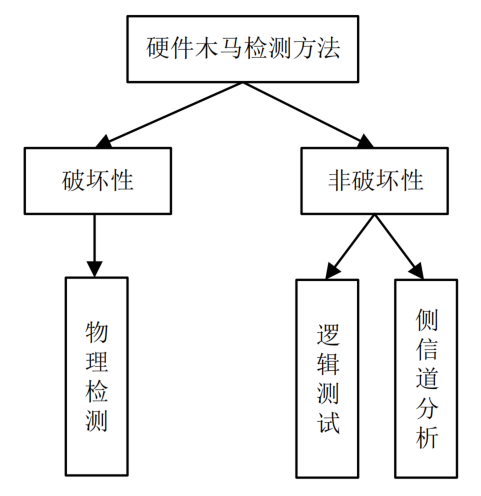 硬件木马检测方法
破坏性
非破坏性
物理检测
逻辑测试
侧信道分析